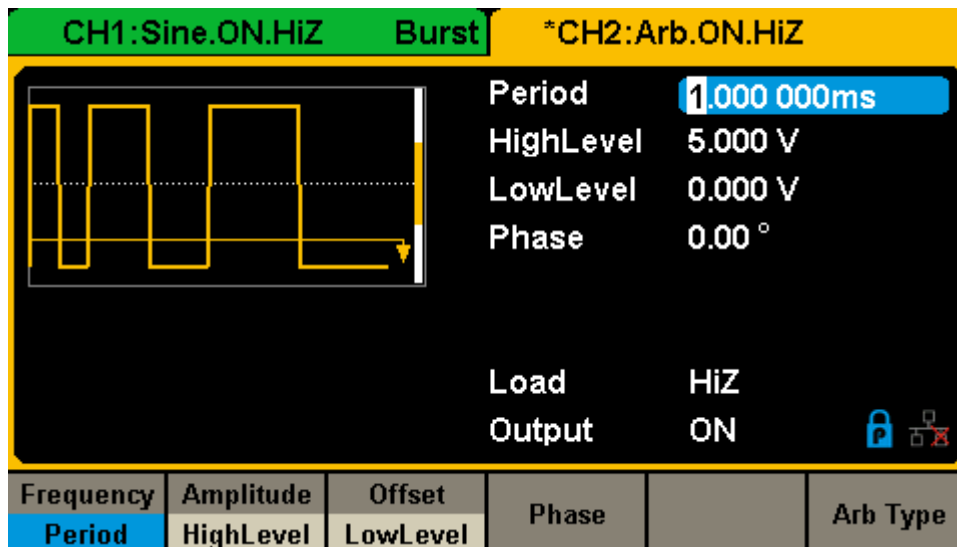 CH1:Sine.ON.HiZ Burst *CH2:Arb.ON.HiZ
Period 1.000 000ms
HighLevel 5.000 V
LowLevel 0.000 V
Phase 0.00 °
Load HiZ
Output ON P
Frequency Amplitude Offset Phase Arb Type
Period HighLevel LowLevel